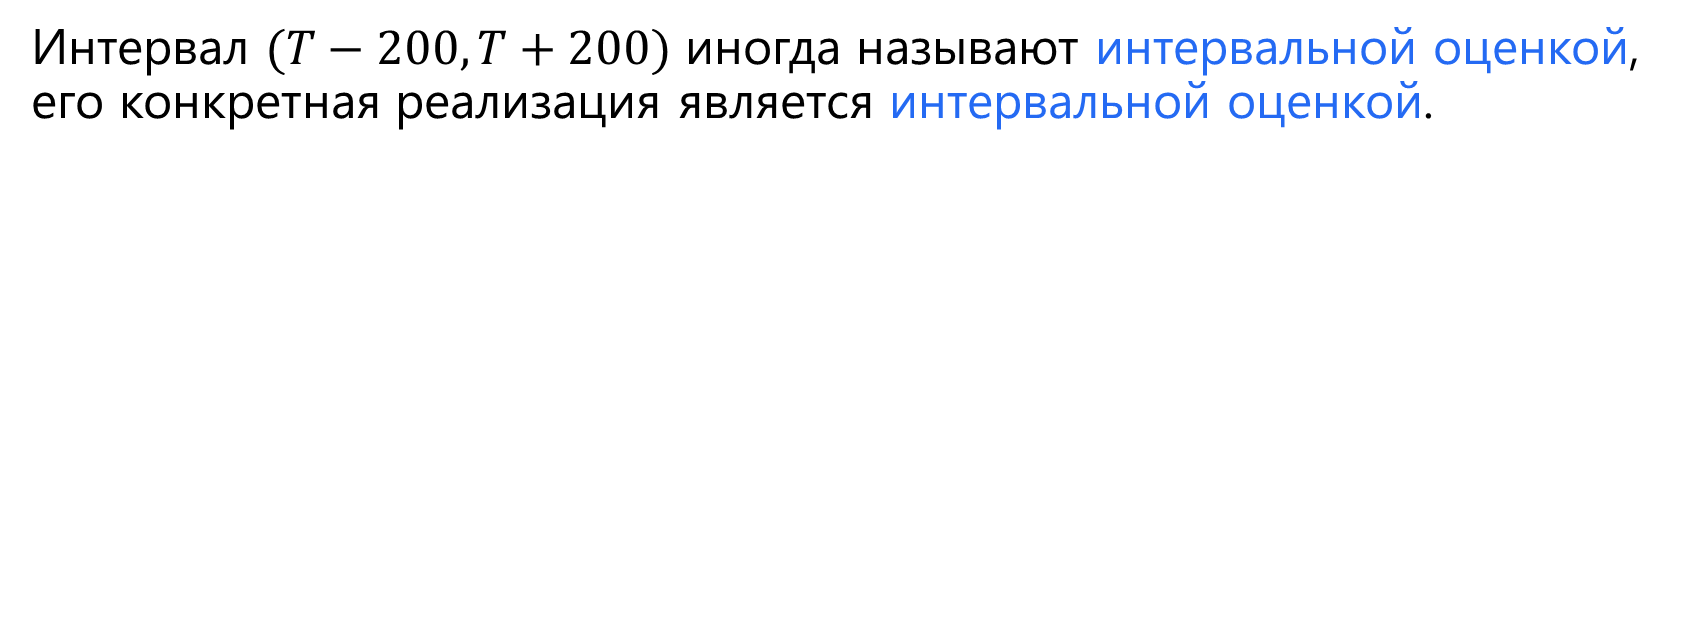 Интервал (T − 200, T + 200) иногда называют интервальной оценкой,
его конкретная реализация является интервальной оценкой.